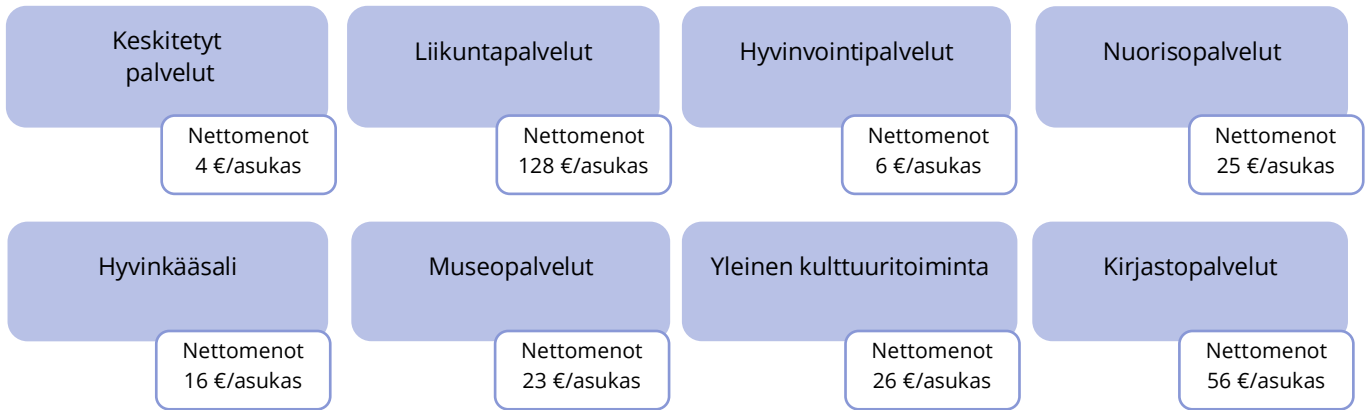 Keskitetyt
palvelut
Nettomenot
4 €/asukas
Liikuntapalvelut
Nettomenot
128 €/asukas
Hyvinvointipalvelut
Nettomenot
6 €/asukas
Nuorisopalvelut
Nettomenot
25 €/asukas
Hyvinkääsali
Nettomenot
16 €/asukas
Museopalvelut
Nettomenot
23 €/asukas
Yleinen kulttuuritoiminta
Nettomenot
26 €/asukas
Kirjastopalvelut
Nettomenot
56 €/asukas